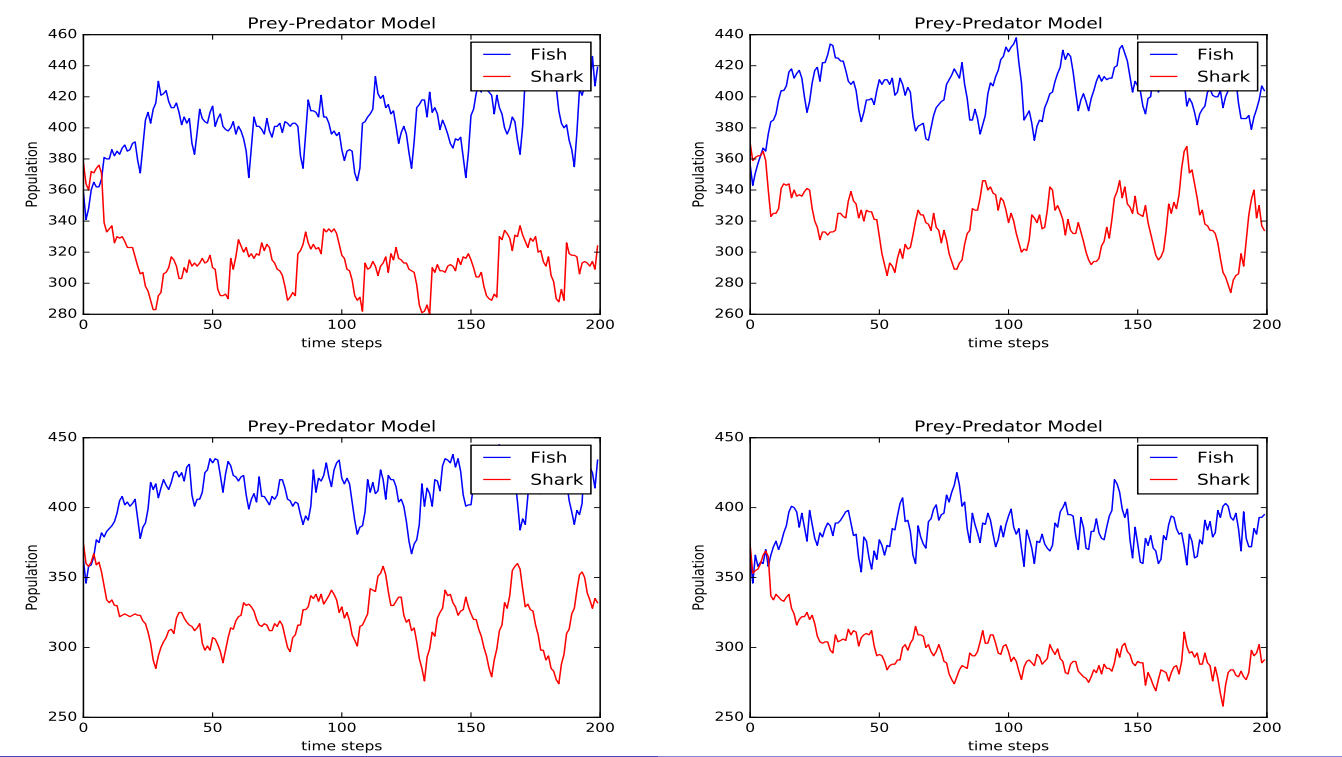 Prey-Predator Model
460
440
420
400
380
360
340
320
300
280
Population
Fish
Shark
0 50 100 150 200
time steps
Prey-Predator Model
440
420
400
380
360
340
320
300
280
260
Population
Fish
Shark
0 50 100 150 200
time steps
Prey-Predator Model
450
400
350
300
250
Population
Fish
Shark
0 50 100 150 200
time steps
Prey-Predator Model
450
400
350
300
250
Population
Fish
Shark
0 50 100 150 200
time steps